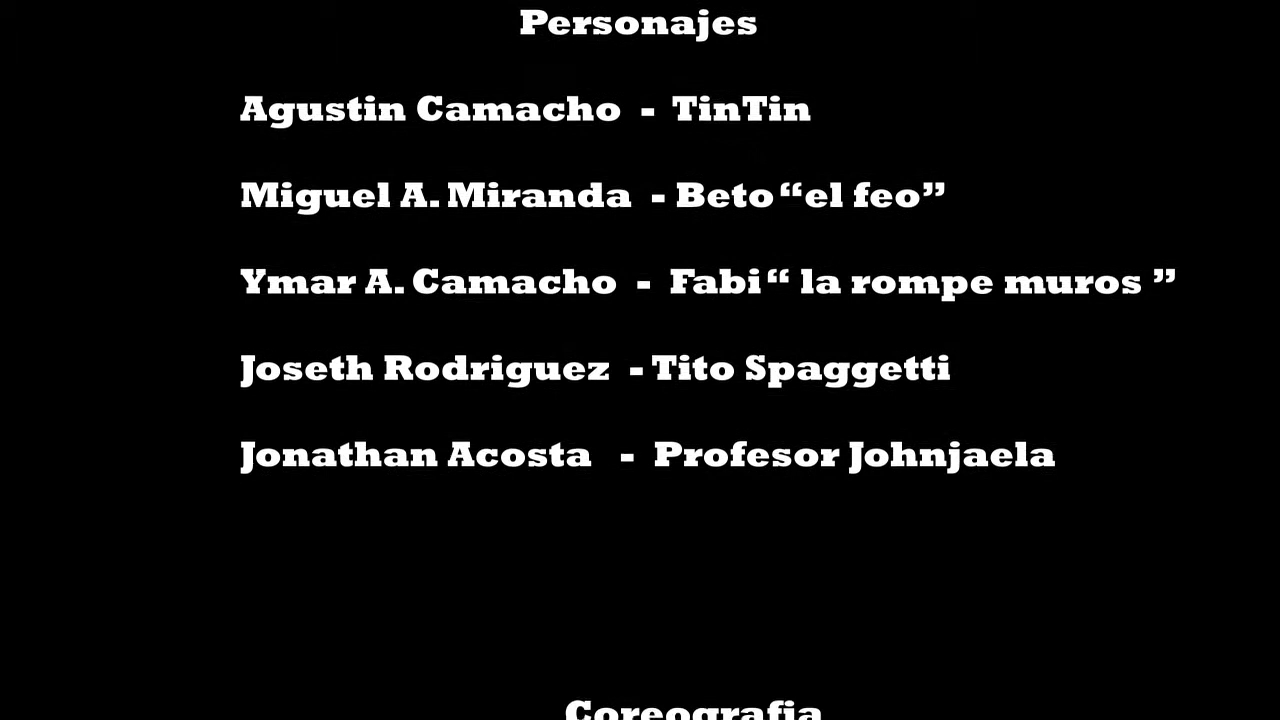 Personajes
Agustin Camacho - TinTin
Miguel A. Miranda - Beto “el feo”
Ymar A. Camacho - Fabi “ la rompe muros ”
Joseth Rodriguez - Tito Spaggetti
Jonathan Acosta - Profesor Johnjaela
Coreografia